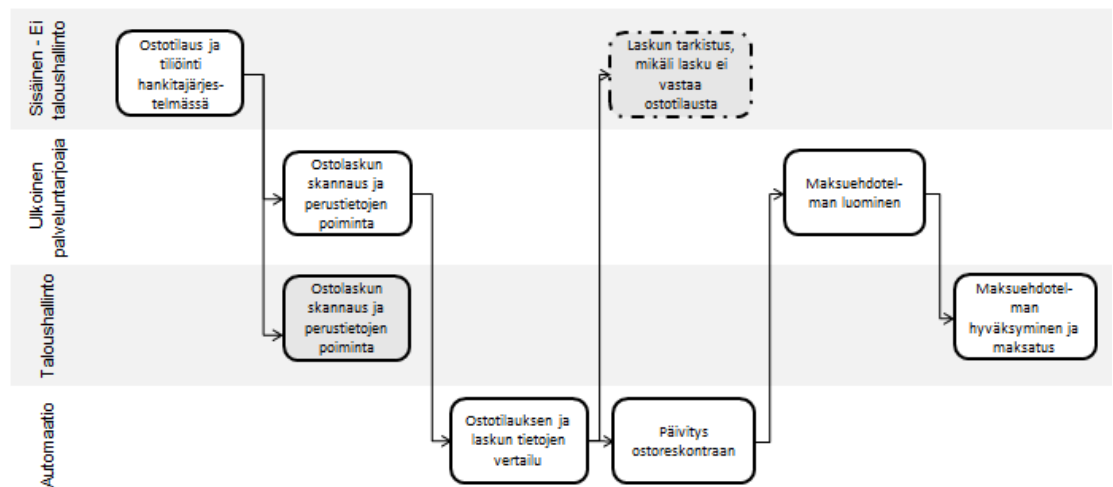 Sisäinen - Ei
taloushallinto
Ostotilaus ja
tiliöinti
hankitajärjes-
telmässä
Laskun tarkistus,
mikäli lasku ei
vastaa
ostotilausta
Ulkoinen
palveluntarjoaja
Ostolaskun
skannaus ja
perustietojen
poiminta
Maksuehdotel-
man luominen
Taloushallinto
Ostolaskun
skannaus ja
perustietojen
poiminta
Maksuehdotel-
man
hyväksyminen ja
maksatus
Automaatio
Ostotilauksen ja
laskun tietojen
vertailu
Päivitys
ostoreskontraan